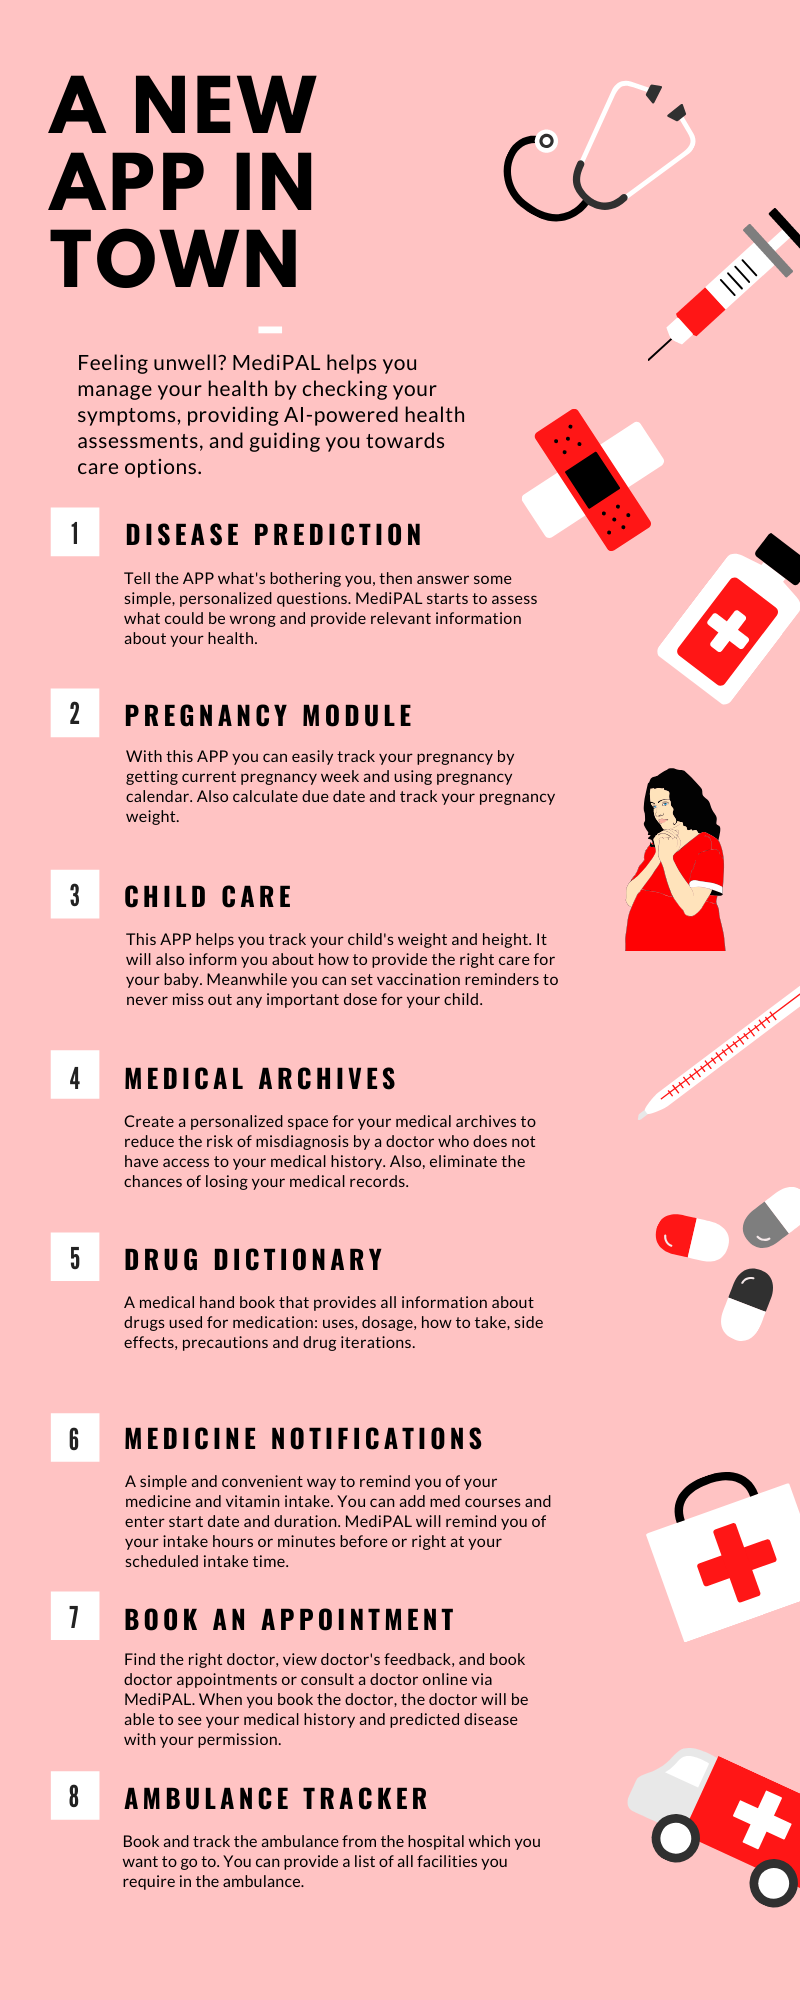 A NEW
APP IN
TOWN
Feeling unwell? MediPAL helps you
manage your health by checking your
symptoms, providing AI-powered health
assessments, and guiding you towards
care options.
1
DISEASE PREDICTION
Tell the APP what's bothering you, then answer some
simple, personalized questions. MediPAL starts to assess
what could be wrong and provide relevant information
about your health.
2
PREGNANCY MODULE
With this APP you can easily track your pregnancy by
getting current pregnancy week and using pregnancy
calendar. Also calculate due date and track your pregnancy
weight.
3
CHILD CARE
This APP helps you track your child's weight and height. It
will also inform you about how to provide the right care for
your baby. Meanwhile you can set vaccination reminders to
never miss out any important dose for your child.
4
MEDICAL ARCHIVES
Create a personalized space for your medical archives to
reduce the risk of misdiagnosis by a doctor who does not
have access to your medical history. Also, eliminate the
chances of losing your medical records.
5
DRUG DICTIONARY
A medical hand book that provides all information about
drugs used for medication: uses, dosage, how to take, side
effects, precautions and drug iterations.
6
MEDICINE NOTIFICATIONS
A simple and convenient way to remind you of your
medicine and vitamin intake. You can add med courses and
enter start date and duration. MediPAL will remind you of
your intake hours or minutes before or right at your
scheduled intake time.
7
BOOK AN APPOINTMENT
Find the right doctor, view doctor's feedback, and book
doctor appointments or consult a doctor online via
MediPAL. When you book the doctor, the doctor will be
able to see your medical history and predicted disease
with your permission.
8
AMBULANCE TRACKER
Book and track the ambulance from the hospital which you
want to go to. You can provide a list of all facilities you
require in the ambulance.